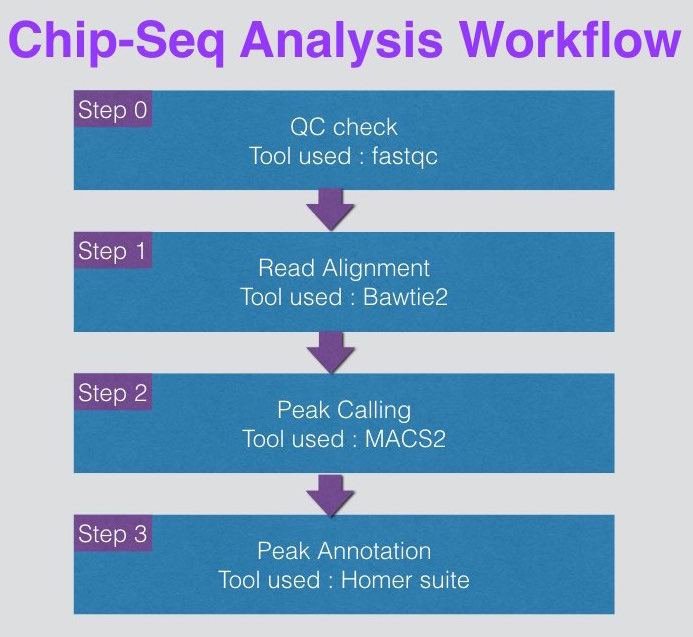 Chip-Seq Analysis Workflow
Step 0
QC check
Tool used : fastqc
Step 1
Read Alignment
Tool used : Bawtie2
Step 2
Peak Calling
Tool used : MACS2
Step 3
Peak Annotation
Tool used : Homer suite